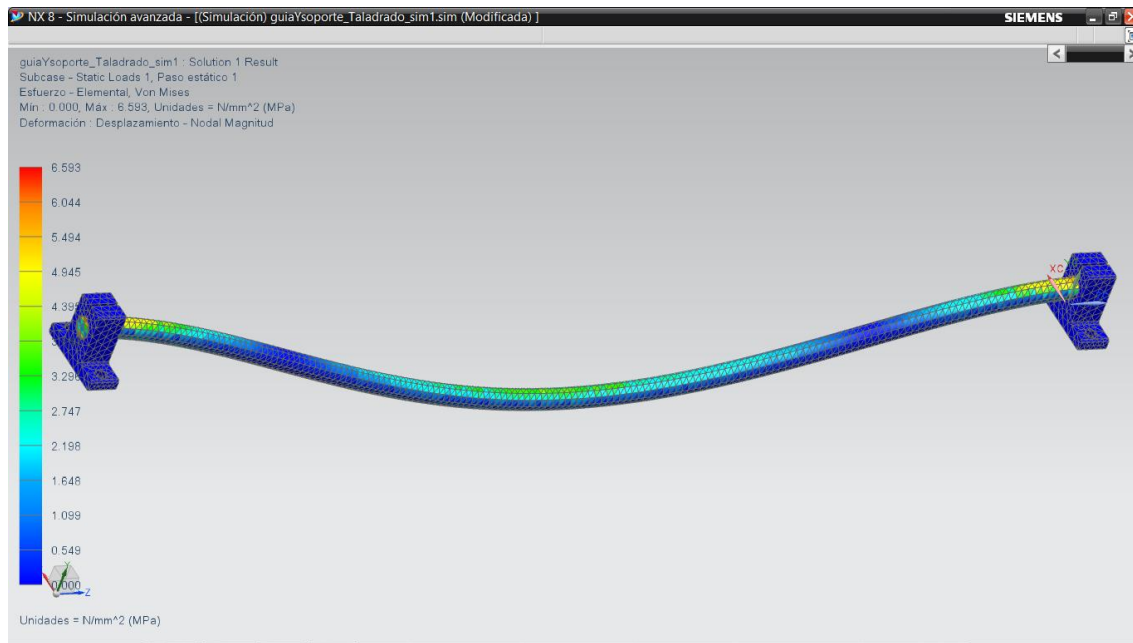 NX 8 - Simulación avanzada - [(Simulación) guiaYsoporte_Taladrado_sim1.sim (Modificada) ]
SIEMENS
guiaYsoporte_Taladrado_sim1 : Solution 1 Result
Subcase - Static Loads 1, Paso estático 1
Esfuerzo - Elemental, Von Mises
Mín : 0.000, Máx : 6.593, Unidades = N/mm^2 (MPa)
Deformación : Desplazamiento - Nodal Magnitud
6.593
6.044
5.494
4.945
XC
2.747
2.198
1.648
1.099
0.549
0.000
Y
Z
Unidades = N/mm^2 (MPa)